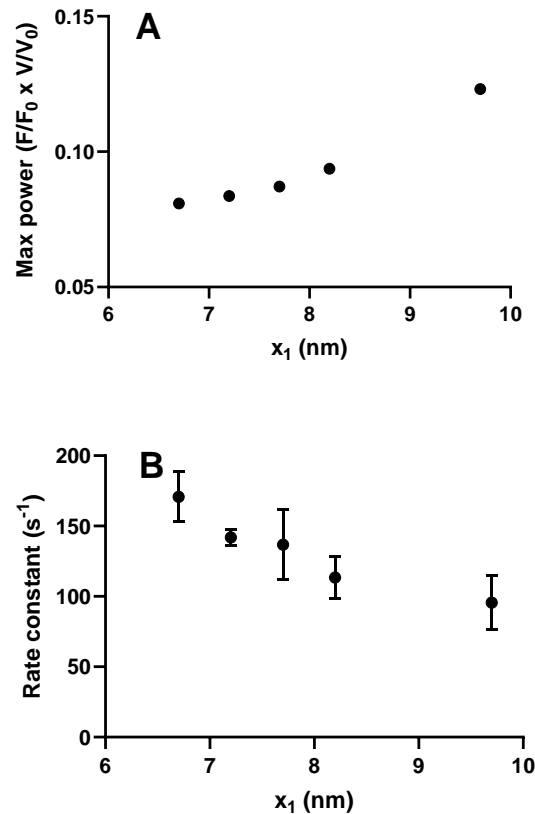 A
Max power (F/F₀ x V/V₀)
0.15
0.10
0.05
6 7 8 9 10
x₁ (nm)
B
Rate constant (s⁻¹)
200
150
100
50
0
6 7 8 9 10
x₁ (nm)